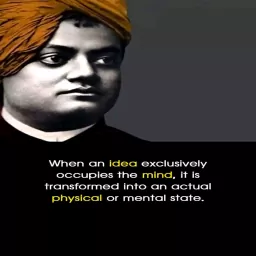 When an idea exclusively
occupies the mind, it is
transformed into an actual
physical or mental state.